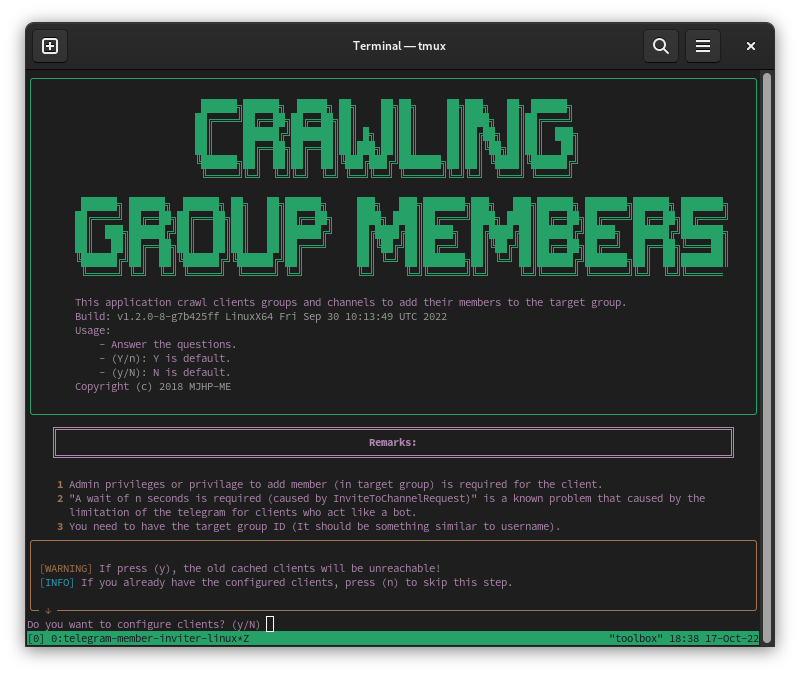 Terminal — tmux
CRAWLING
GROUP MEMBERS
This application crawl clients groups and channels to add their members to the target group.
Build: v1.2.0-8-g7b425ff LinuxX64 Fri Sep 30 10:13:49 UTC 2022
Usage:
- Answer the questions.
- (Y/n): Y is default.
- (y/N): N is default.
Copyright (c) 2018 MJHP-ME
Remarks:
1 Admin privileges or privilage to add member (in target group) is required for the client.
2 "A wait of n seconds is required (caused by InviteToChannelRequest)" is a known problem that caused by the
limitation of the telegram for clients who act like a bot.
3 You need to have the target group ID (It should be something similar to username).
[WARNING] If press (y), the old cached clients will be unreachable!
[INFO] If you already have the configured clients, press (n) to skip this step.
Do you want to configure clients? (y/N)
[0] 0:telegram-member-inviter-linux*Z "toolbox" 18:38 17-Oct-22